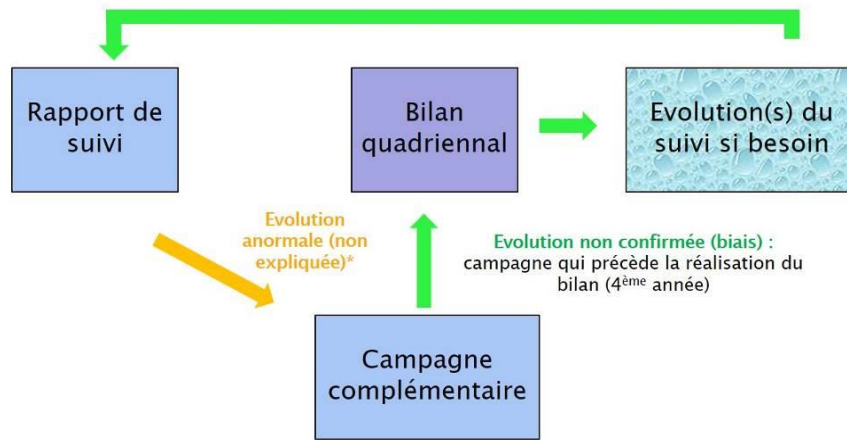 Rapport de
suivi
Bilan
quadriennal
Evolution(s) du
suivi si besoin
Evolution
anormale (non
expliquée)*
Evolution non confirmée (biais) :
campagne qui précède la réalisation du
bilan (4ème année)
Campagne
complémentaire